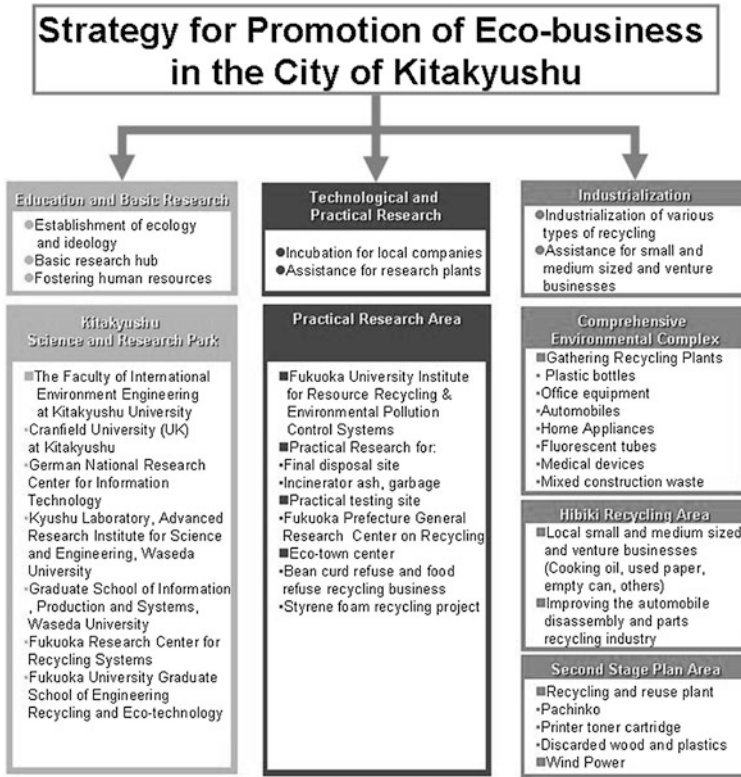 Strategy for Promotion of Eco-business
in the City of Kitakyushu
Education and Basic Research
●Establishment of ecology
and ideology
●Basic research hub
●Fostering human resources
Kitakyushu
Science and Research Park
■The Faculty of International
Environment Engineering
at Kitakyushu University
•Cranfield University (UK)
at Kitakyushu
•German National Research
Center for Information
Technology
•Kyushu Laboratory, Advanced
Research Institute for Science
and Engineering, Waseda
University
•Graduate School of Information
, Production and Systems,
Waseda University
•Fukuoka Research Center for
Recycling Systems
•Fukuoka University Graduate
School of Engineering
Recycling and Eco-technology
Technological and
Practical Research
●Incubation for local companies
●Assistance for research plants
Practical Research Area
■Fukuoka University Institute
for Resource Recycling &
Environmental Pollution
Control Systems
■Practical Research for:
•Final disposal site
•Incinerator ash, garbage
■Practical testing site
•Fukuoka Prefecture General
Research Center on Recycling
■Eco-town center
•Bean curd refuse and food
refuse recycling business
•Styrene foam recycling project
Industrialization
●Industrialization of various
types of recycling
●Assistance for small and
medium sized and venture
businesses
Comprehensive
Environmental Complex
■Gathering Recycling Plants
• Plastic bottles
•Office equipment
•Automobiles
•Home Appliances
•Fluorescent tubes
•Medical devices
•Mixed construction waste
Hibiki Recycling Area
■Local small and medium sized
and venture businesses
(Cooking oil, used paper,
empty can, others)
■Improving the automobile
disassembly and parts
recycling industry
Second Stage Plan Area
■Recycling and reuse plant
•Pachinko
•Printer toner cartridge
•Discarded wood and plastics
■Wind Power